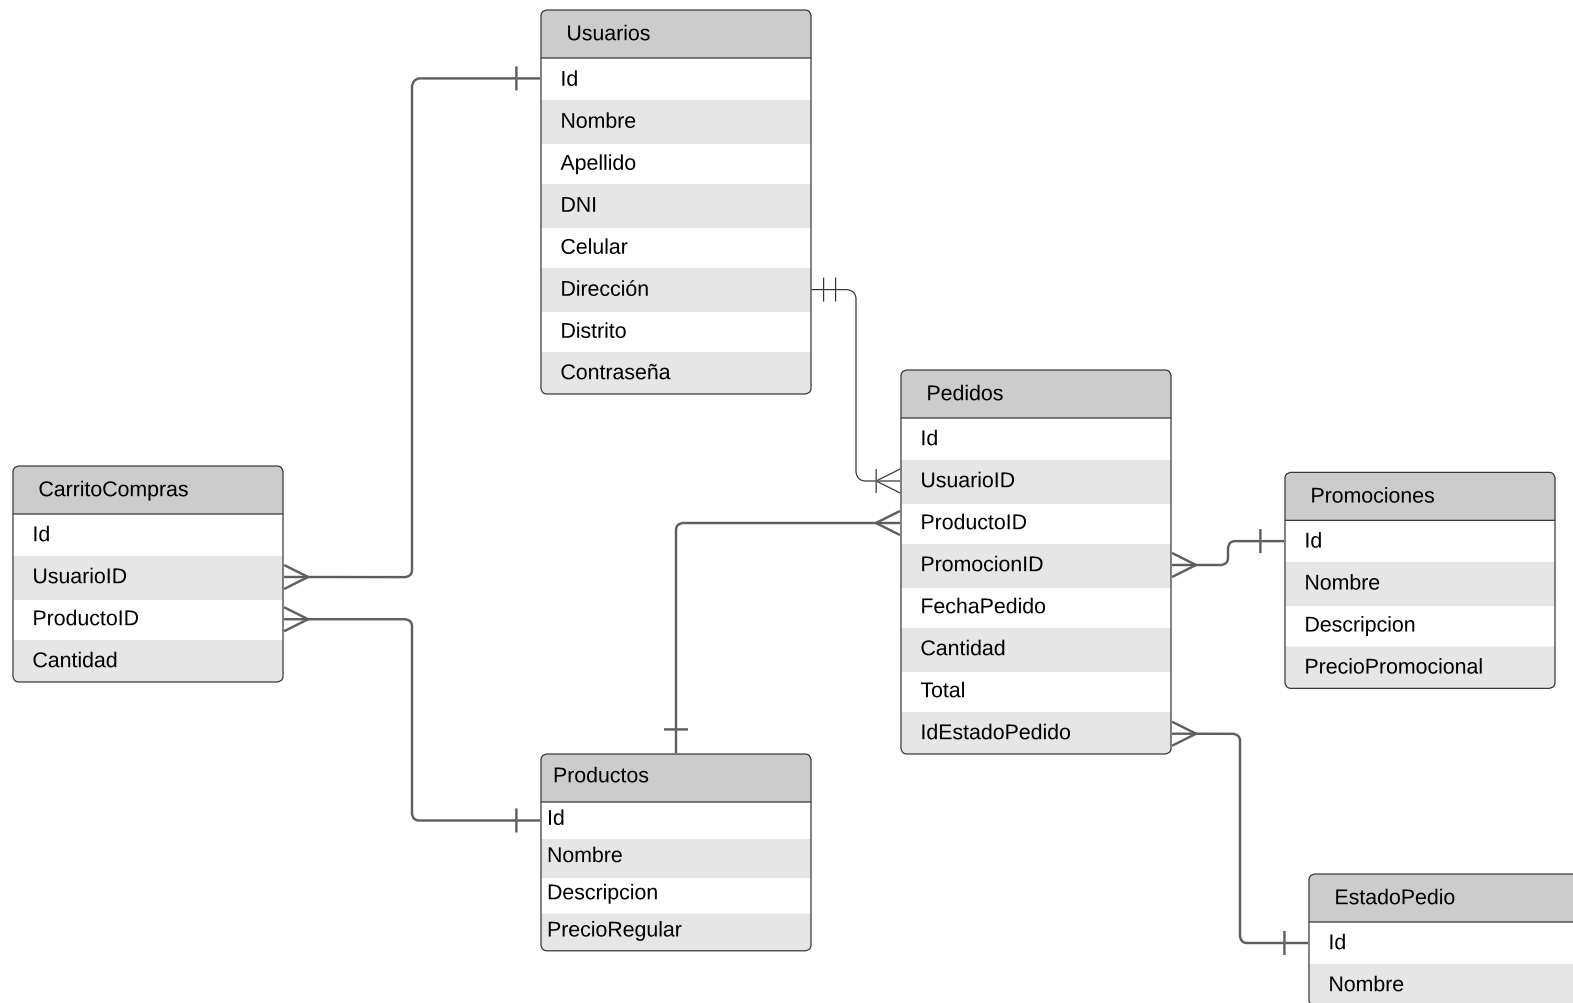 Usuarios
Id
Nombre
Apellido
DNI
Celular
Dirección
Distrito
Contraseña
CarritoCompras
Id
UsuarioID
ProductoID
Cantidad
Pedidos
Id
UsuarioID
ProductoID
PromocionID
FechaPedido
Cantidad
Total
IdEstadoPedido
Promociones
Id
Nombre
Descripcion
PrecioPromocional
Productos
Id
Nombre
Descripcion
PrecioRegular
EstadoPedio
Id
Nombre